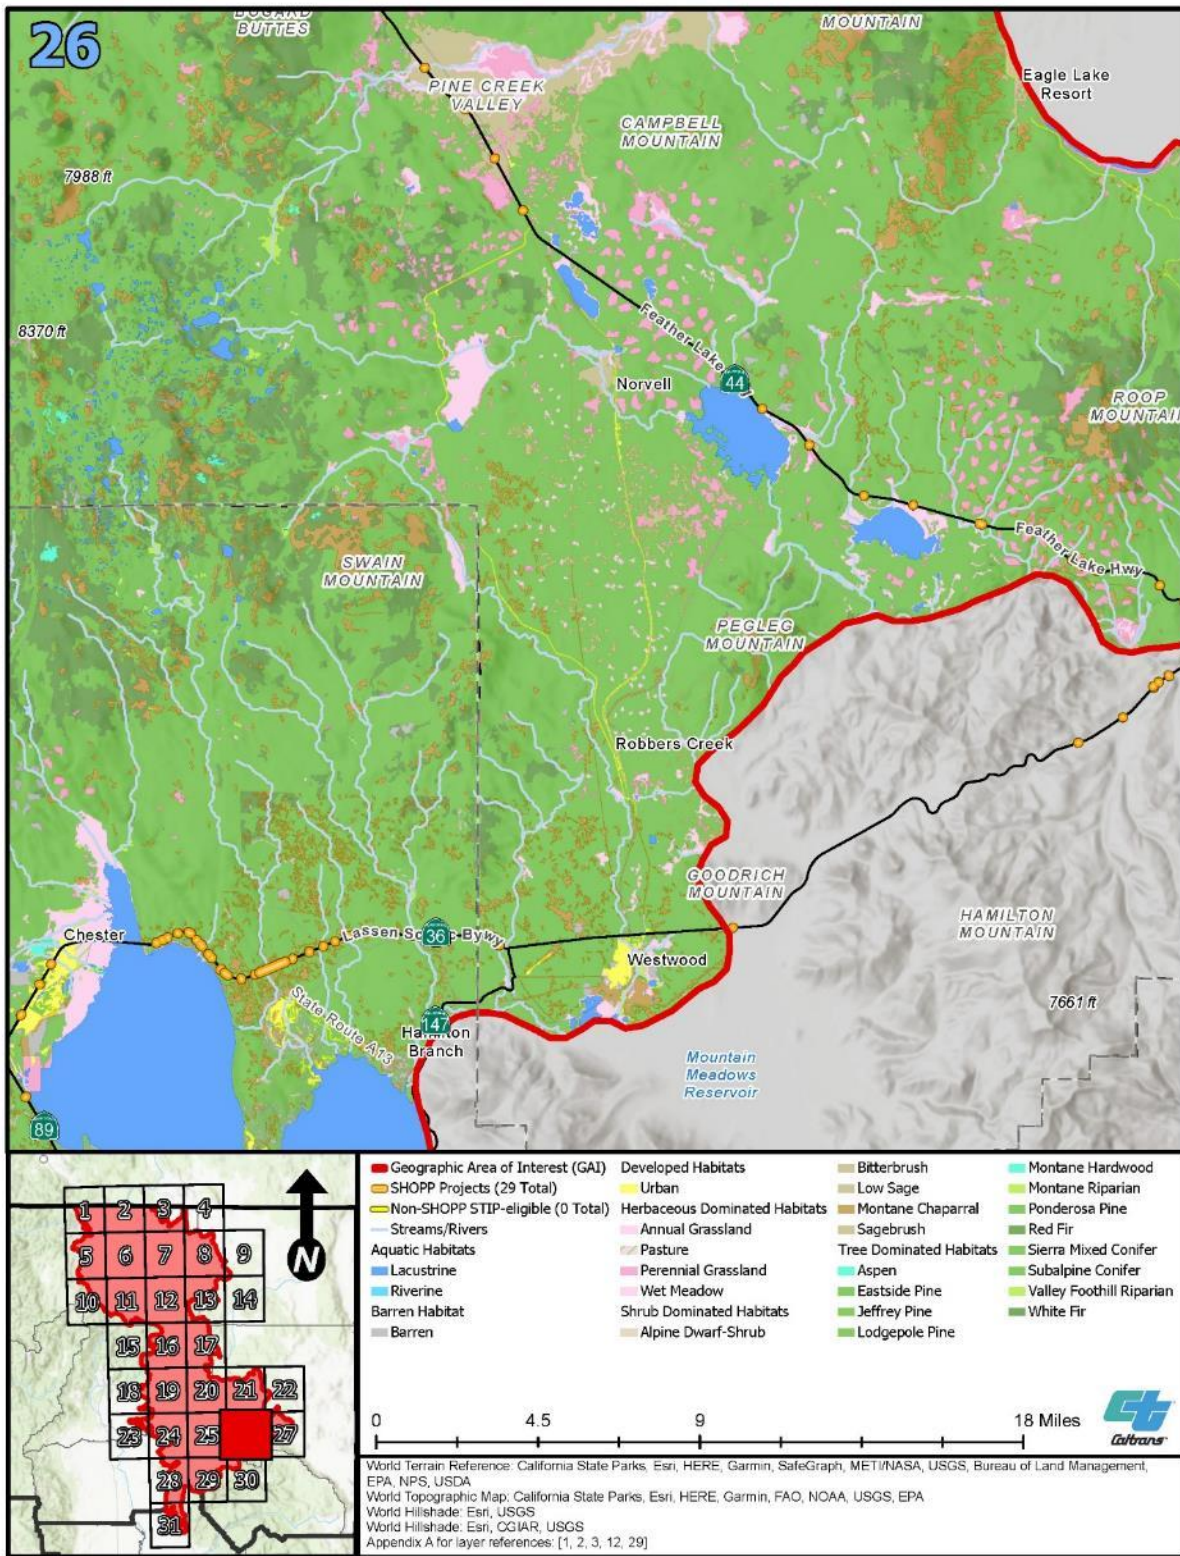 26
BOGARD
BUTTES
MOUNTAIN
Eagle Lake
Resort
PINE CREEK
VALLEY
CAMPBELL
MOUNTAIN
7988 ft
8370 ft
Feather Lake
Norvell
44
ROOP
MOUNTAIN
SWAIN
MOUNTAIN
Feather Lake Hwy
PEGLEG
MOUNTAIN
Robbers Creek
GOODRICH
MOUNTAIN
HAMILTON
MOUNTAIN
Chester
36
Westwood
State Route A13
7661 ft
147
Hamilton
Branch
Mountain
Meadows
Reservoir
89
1 2 3 4
5 6 7 8 9
10 11 12 13 14
15 16 17
18 19 20 21 22
23 24 25 27
28 29 30
31
N
Geographic Area of Interest (GAI)
SHOPP Projects (29 Total)
Non-SHOPP STIP-eligible (0 Total)
Streams/Rivers
Aquatic Habitats
Lacustrine
Riverine
Barren Habitat
Barren
Developed Habitats
Urban
Herbaceous Dominated Habitats
Annual Grassland
Pasture
Perennial Grassland
Wet Meadow
Shrub Dominated Habitats
Alpine Dwarf-Shrub
Bitterbrush
Low Sage
Montane Chaparral
Sagebrush
Tree Dominated Habitats
Aspen
Eastside Pine
Jeffrey Pine
Lodgepole Pine
Montane Hardwood
Montane Riparian
Ponderosa Pine
Red Fir
Sierra Mixed Conifer
Subalpine Conifer
Valley Foothill Riparian
White Fir
0 4.5 9 18 Miles
Caltrans
World Terrain Reference: California State Parks, Esri, HERE, Garmin, SafeGraph, METI/NASA, USGS, Bureau of Land Management,
EPA, NPS, USDA
World Topographic Map: California State Parks, Esri, HERE, Garmin, FAO, NOAA, USGS, EPA
World Hillshade: Esri, USGS
World Hillshade: Esri, CGIAR, USGS
Appendix A for layer references: [1, 2, 3, 12, 29]